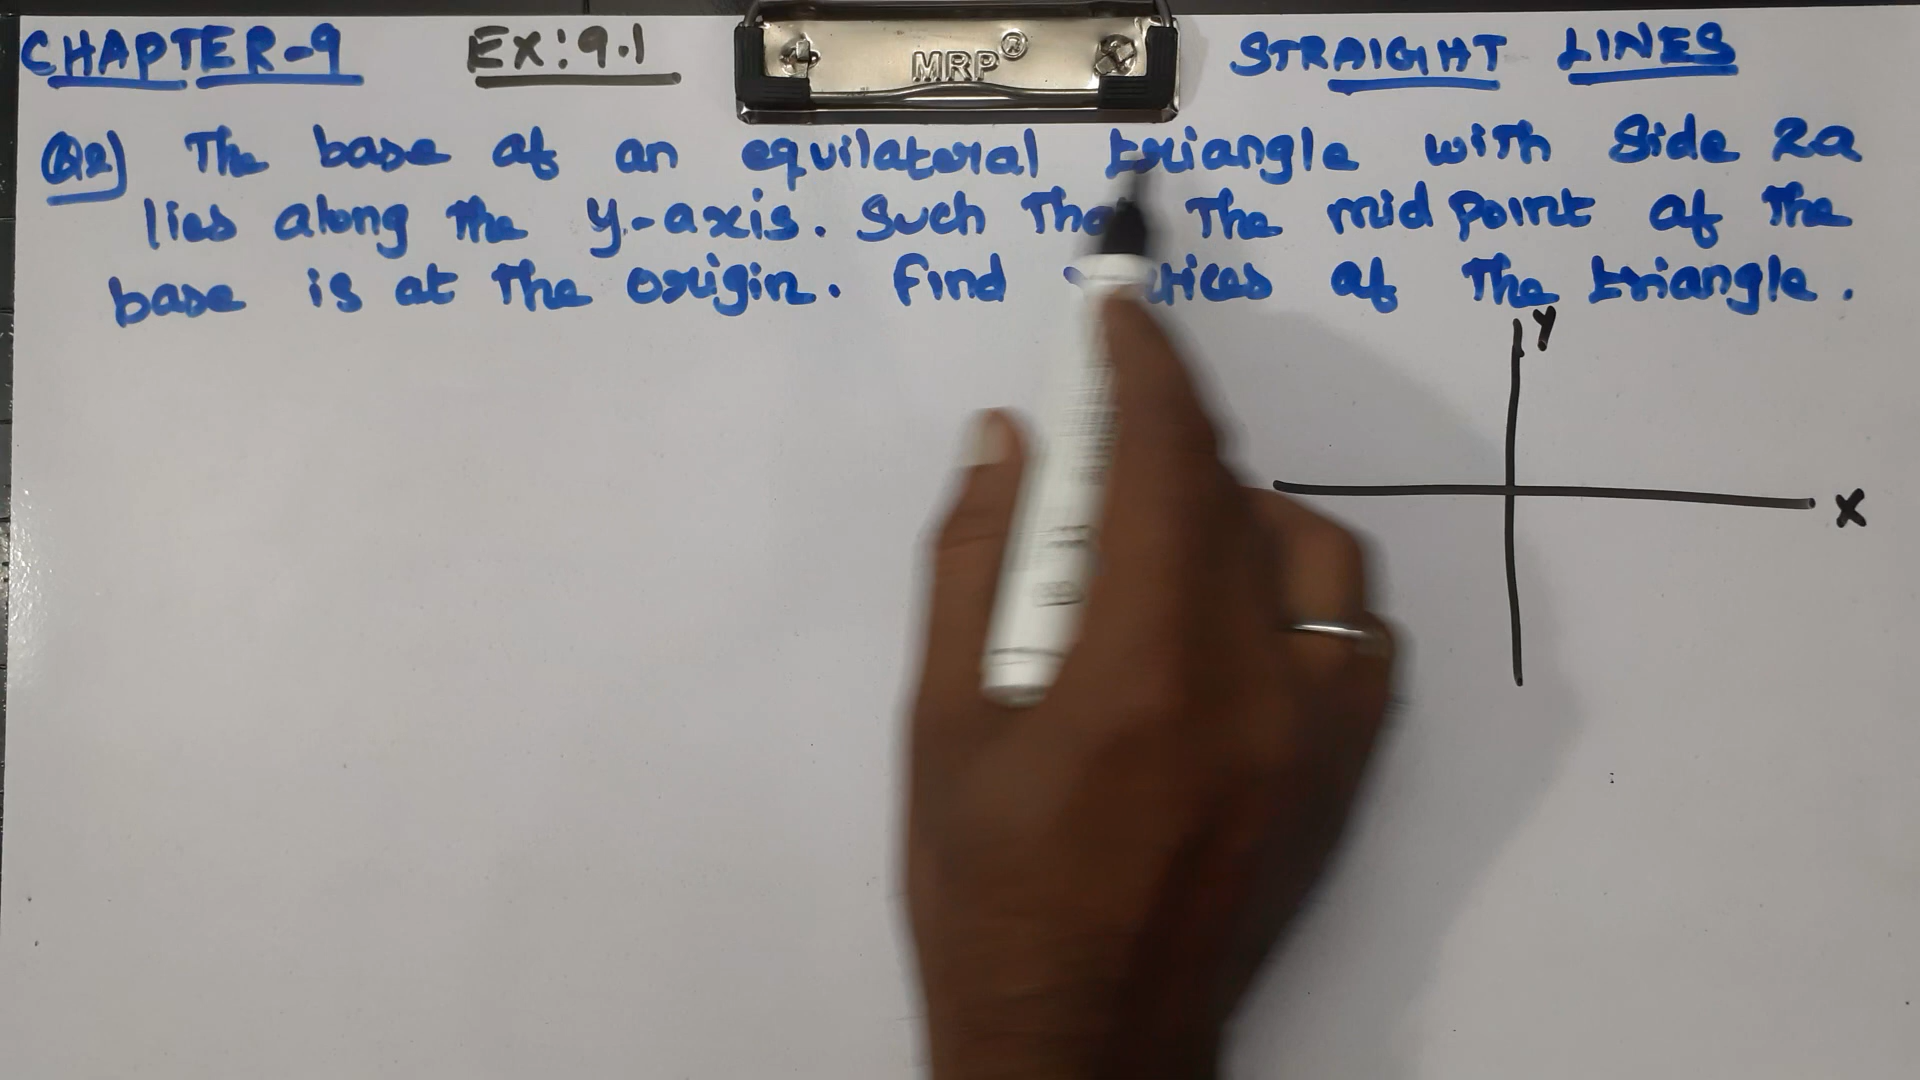 CHAPTER-9 EX:9.1 MRP® STRAIGHT LINES
Q2) The base of an equilateral triangle with side 2a
lies along the y-axis. Such The The mid point of the
base is at the origin. Find of the triangle.
Y
X